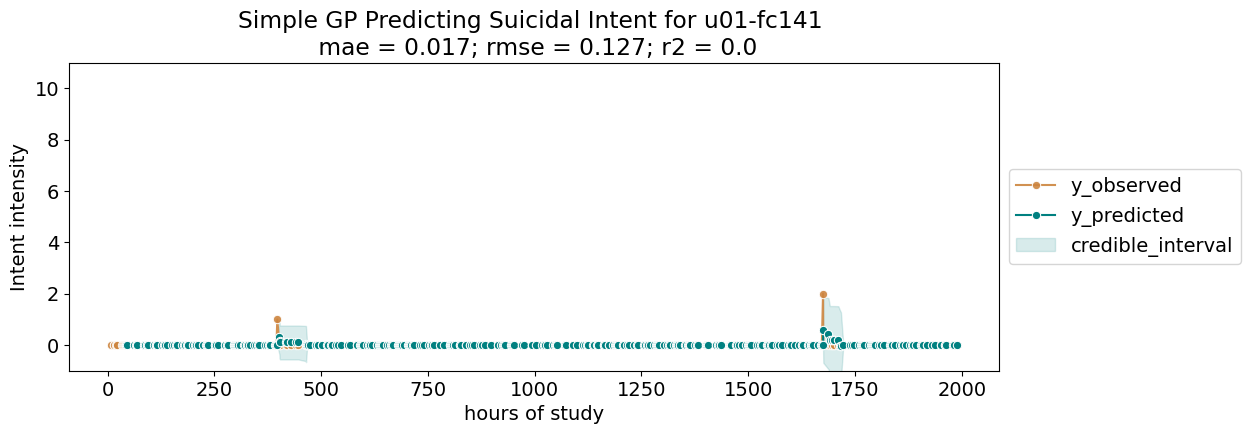 Simple GP Predicting Suicidal Intent for u01-fc141
mae = 0.017; rmse = 0.127; r2 = 0.0
10
8
6
4
2
0
Intent intensity
0 250 500 750 1000 1250 1500 1750 2000
hours of study
y_observed
y_predicted
credible_interval